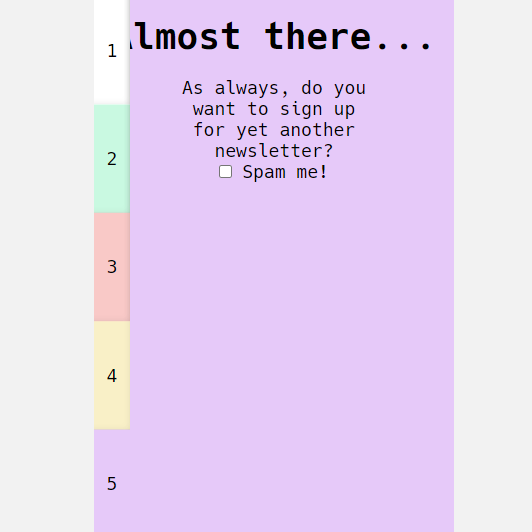 Almost there...
As always, do you
want to sign up
for yet another
newsletter?
Spam me!
1
2
3
4
5